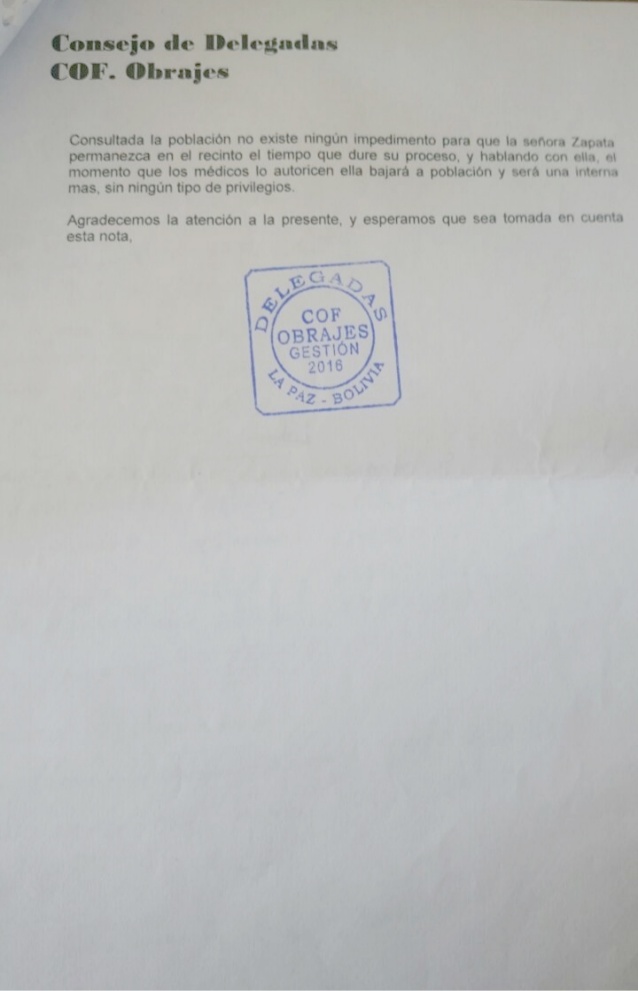 Consejo de Delegadas
COF. Obrajes
Consultada la población no existe ningún impedimento para que la señora Zapata
permanezca en el recinto el tiempo que dure su proceso, y hablando con ella, el
momento que los médicos lo autoricen ella bajará a población y será una interna
mas, sin ningún tipo de privilegios.
Agradecemos la atención a la presente, y esperamos que sea tomada en cuenta
esta nota,
DELEGADAS
COF
OBRAJES
GESTIÓN
2016
LA PAZ - BOLIVIA